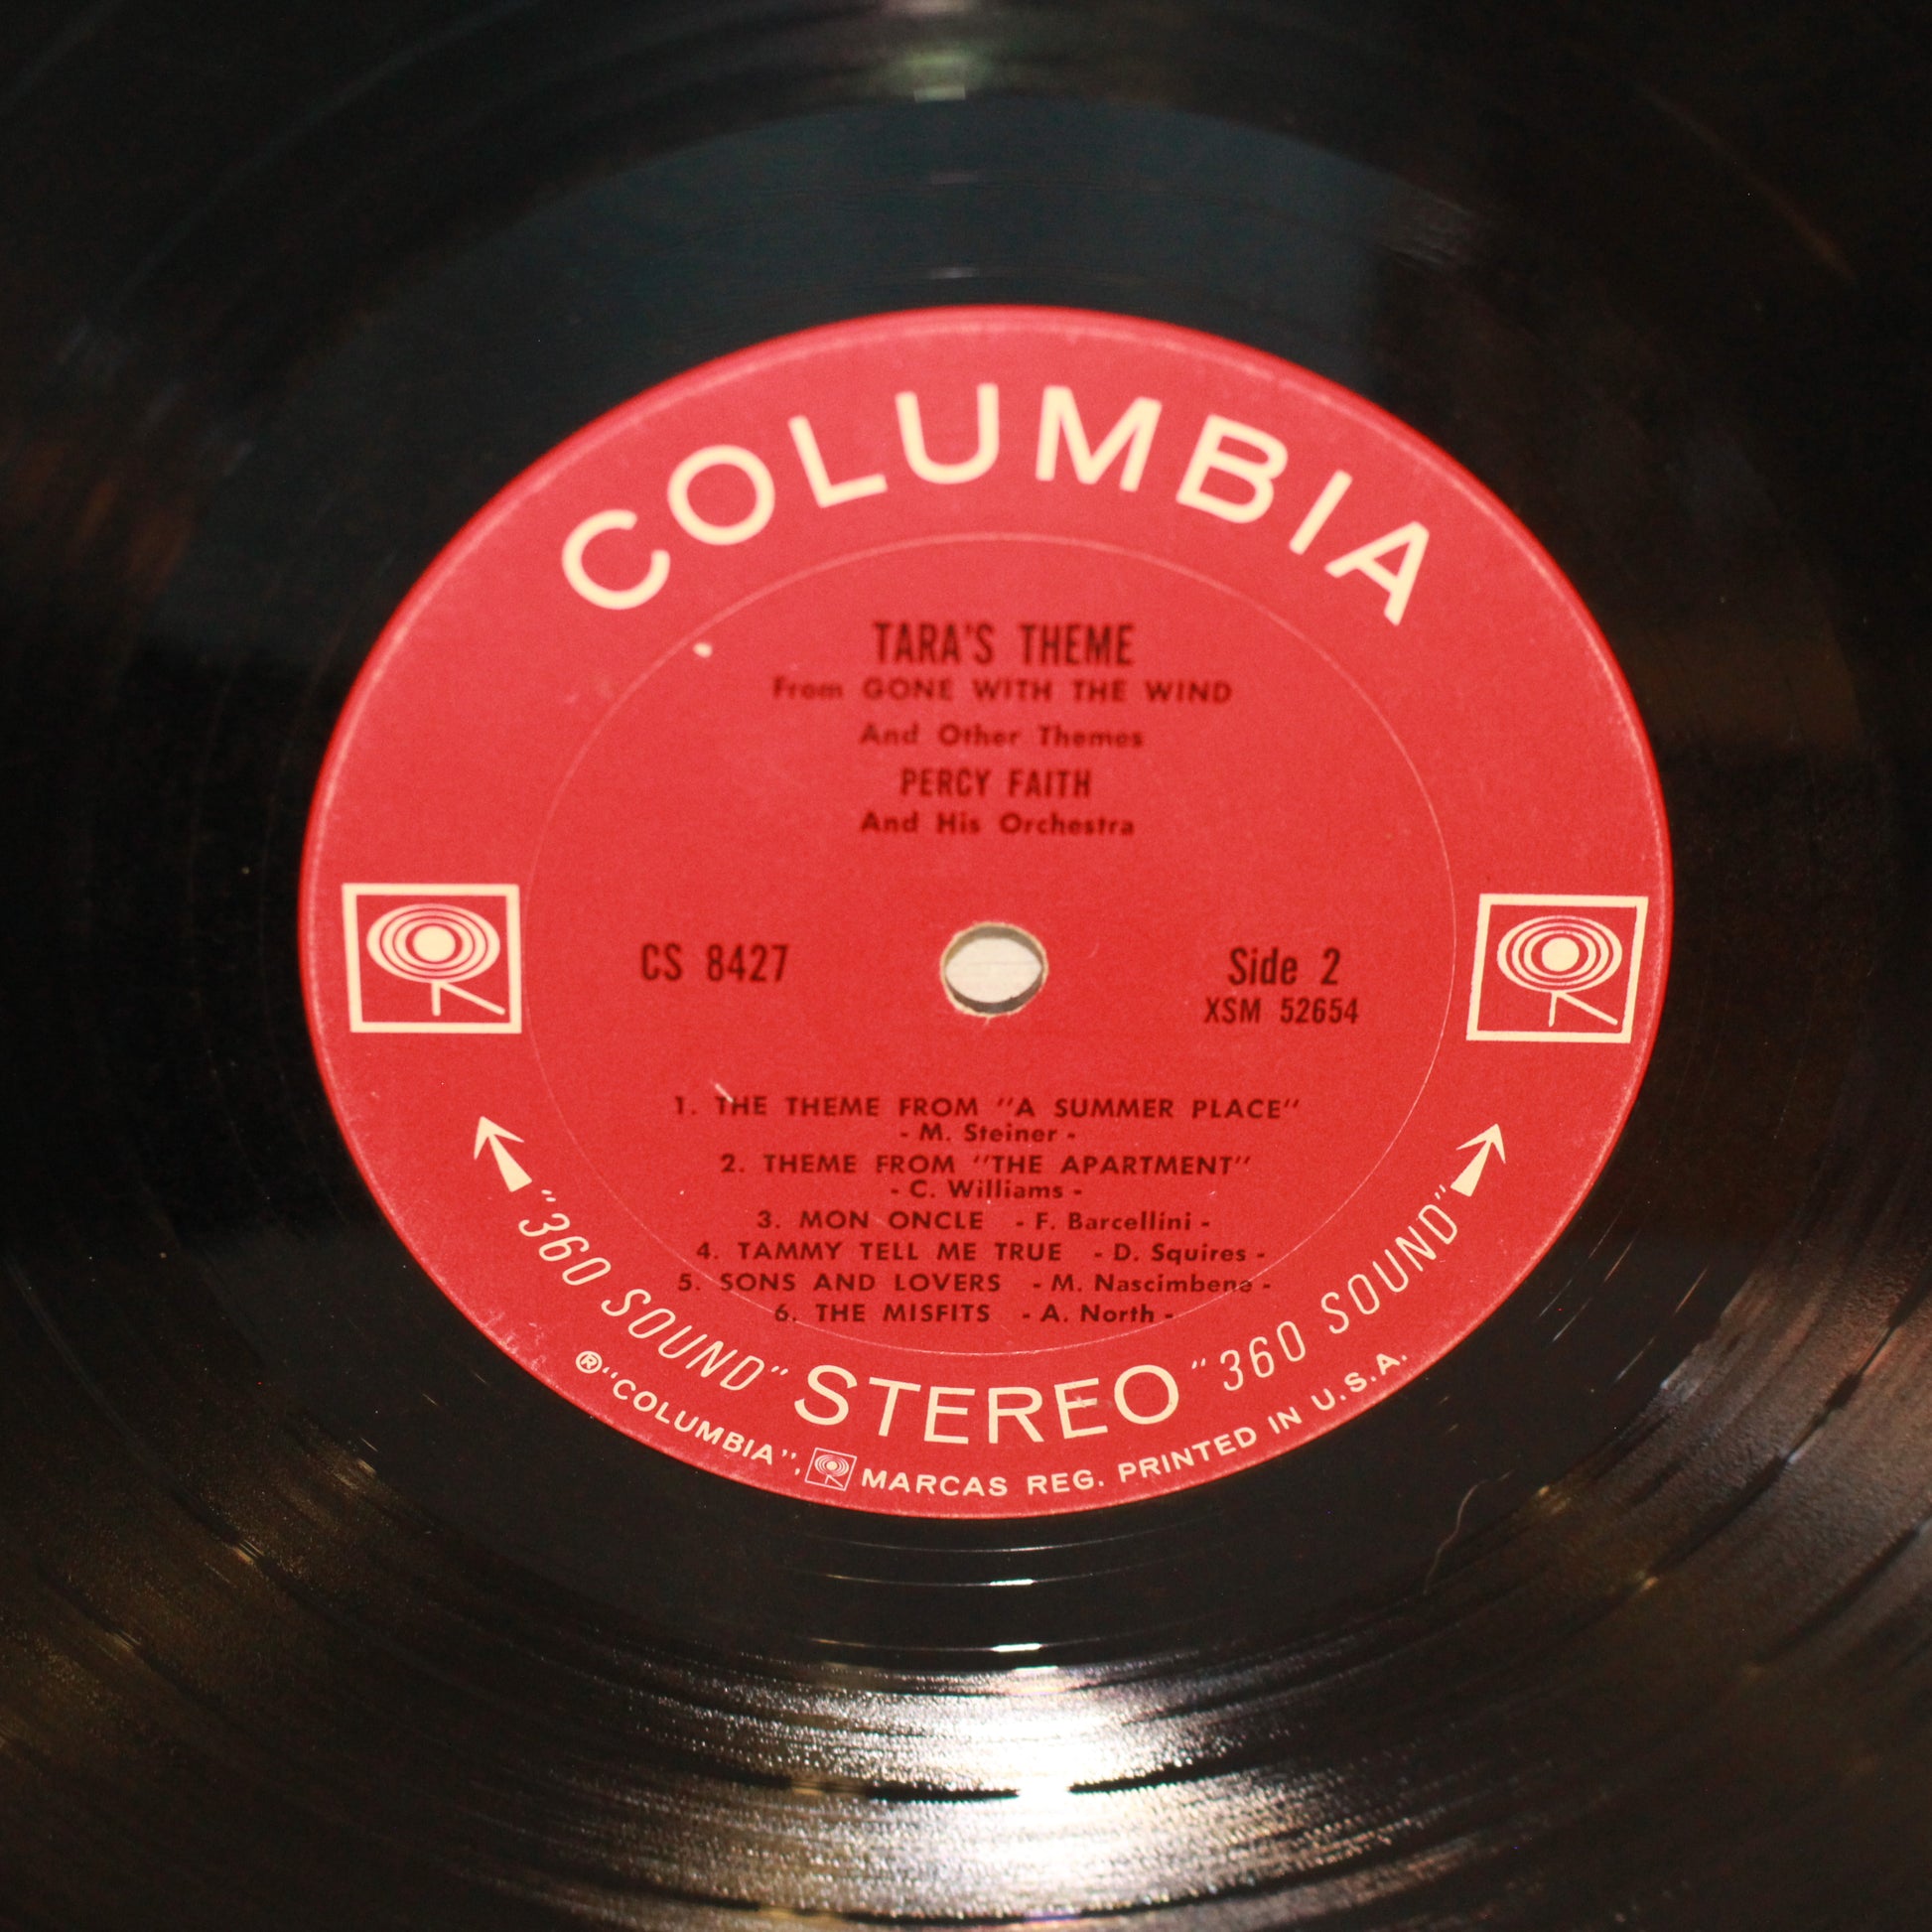 COLUMBIA
TARA'S THEME
From GONE WITH THE WIND
And Other Themes
PERCY FAITH
And His Orchestra
CS 8427
Side 2
XSM 52654
1. THE THEME FROM "A SUMMER PLACE"
- M. Steiner -
2. THEME FROM "THE APARTMENT"
- C. Williams -
3. MON ONCLE - F. Barcellini -
4. TAMMY TELL ME TRUE - D. Squires -
5. SONS AND LOVERS - M. Nascimbene -
6. THE MISFITS - A. North -
"360 SOUND" STEREO "360 SOUND"
®"COLUMBIA", MARCAS REG. PRINTED IN U.S.A.